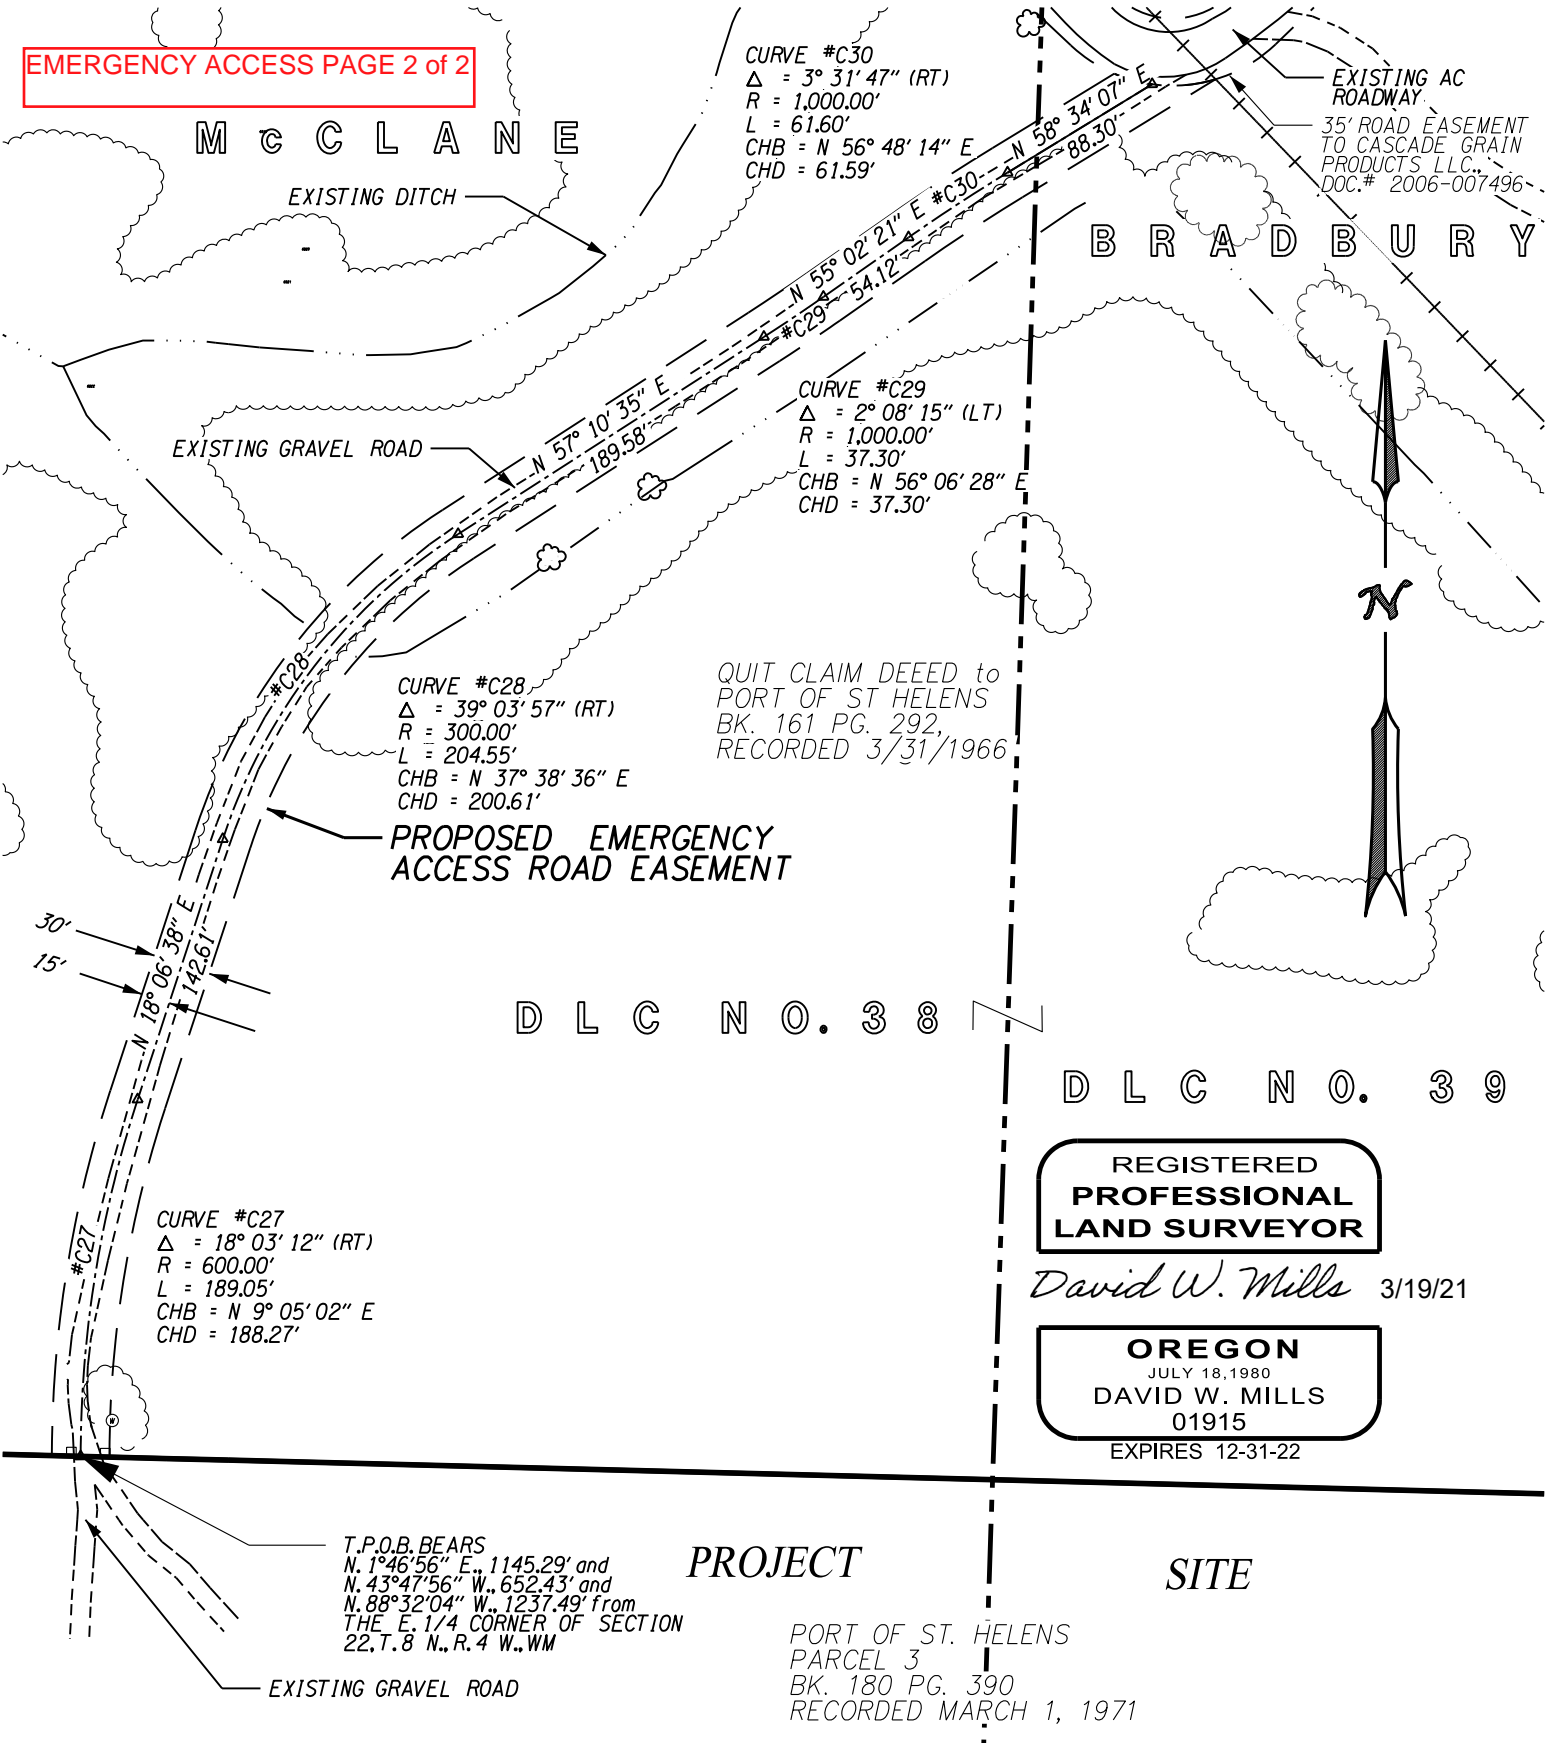 EMERGENCY ACCESS PAGE 2 of 2
McCLANE
EXISTING DITCH
CURVE #C30
Δ = 3° 31' 47" (RT)
R = 1,000.00'
L = 61.60'
CHB = N 56° 48' 14" E
CHD = 61.59'
EXISTING AC
ROADWAY
35' ROAD EASEMENT
TO CASCADE GRAIN
PRODUCTS LLC.,
DOC.# 2006-007496
BRADBURY
N 58° 34' 07" E
88.30'
#C30
N 55° 02' 21" E
54.12'
#C29
N 57° 10' 35" E
189.58'
EXISTING GRAVEL ROAD
CURVE #C29
Δ = 2° 08' 15" (LT)
R = 1,000.00'
L = 37.30'
CHB = N 56° 06' 28" E
CHD = 37.30'
N
#C28
CURVE #C28
Δ = 39° 03' 57" (RT)
R = 300.00'
L = 204.55'
CHB = N 37° 38' 36" E
CHD = 200.61'
QUIT CLAIM DEEED to
PORT OF ST HELENS
BK. 161 PG. 292,
RECORDED 3/31/1966
PROPOSED EMERGENCY
ACCESS ROAD EASEMENT
30'
15'
N 18° 06' 38" E
142.61'
DLC NO. 38
DLC NO. 39
#C27
CURVE #C27
Δ = 18° 03' 12" (RT)
R = 600.00'
L = 189.05'
CHB = N 9° 05' 02" E
CHD = 188.27'
REGISTERED
PROFESSIONAL
LAND SURVEYOR
David W. Mills 3/19/21
OREGON
JULY 18,1980
DAVID W. MILLS
01915
EXPIRES 12-31-22
W
T.P.O.B. BEARS
N. 1°46'56" E., 1145.29' and
N. 43°47'56" W., 652.43' and
N. 88°32'04" W., 1237.49' from
THE E. 1/4 CORNER OF SECTION
22, T. 8 N., R. 4 W., WM
EXISTING GRAVEL ROAD
PROJECT SITE
PORT OF ST. HELENS
PARCEL 3
BK. 180 PG. 390
RECORDED MARCH 1, 1971